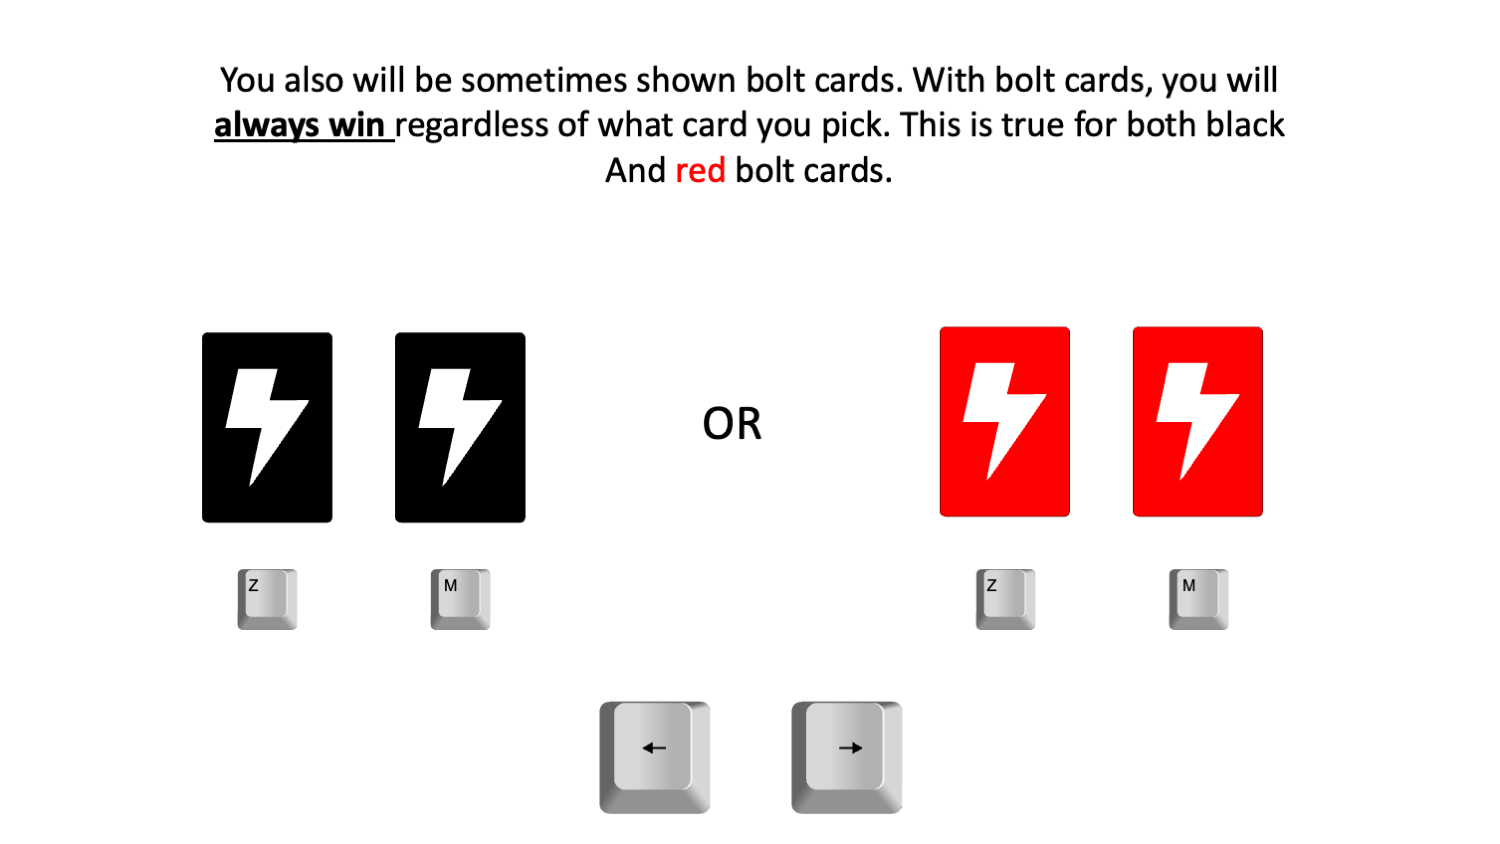 You also will be sometimes shown bolt cards. With bolt cards, you will
always win regardless of what card you pick. This is true for both black
And red bolt cards.
OR
Z M Z M
← →